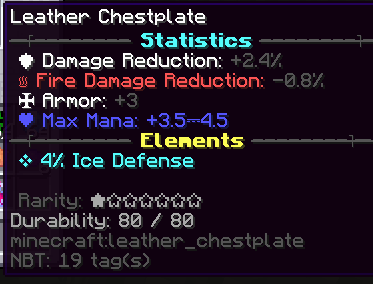 Leather Chestplate
Statistics
Damage Reduction: +2.4%
Fire Damage Reduction: -0.8%
Armor: +3
Max Mana: +3.5-4.5
Elements
4% Ice Defense
Rarity: ★☆☆☆☆☆☆
Durability: 80 / 80
minecraft:leather_chestplate
NBT: 19 tag(s)